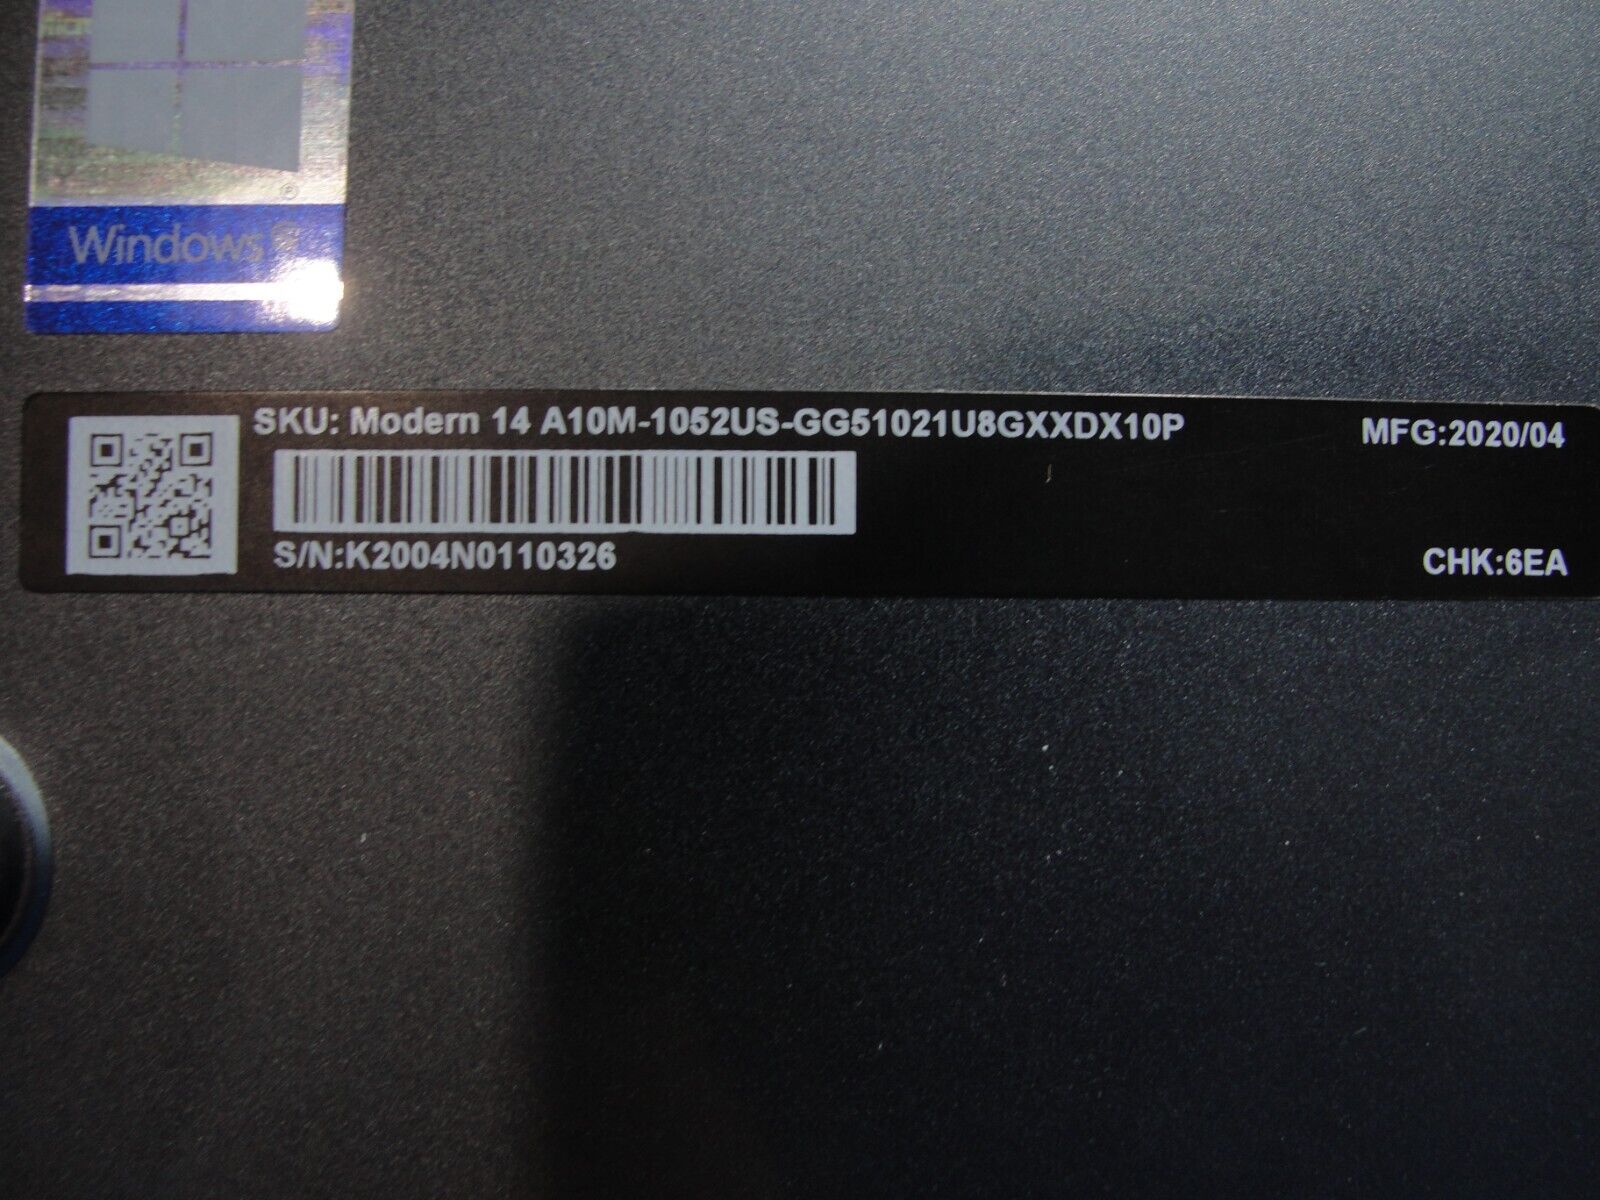 Windows
SKU: Modern 14 A10M-1052US-GG51021U8GXXDX10P
MFG:2020/04
S/N:K2004N0110326
CHK:6EA